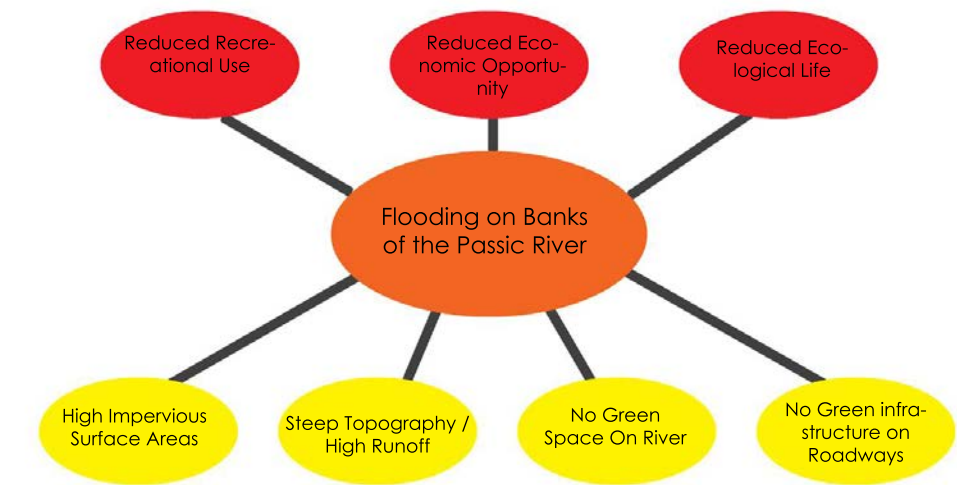 Reduced Recre-
ational Use
Reduced Eco-
nomic Opportu-
nity
Reduced Eco-
logical Life
Flooding on Banks
of the Passic River
High Impervious
Surface Areas
Steep Topography /
High Runoff
No Green
Space On River
No Green infra-
structure on
Roadways